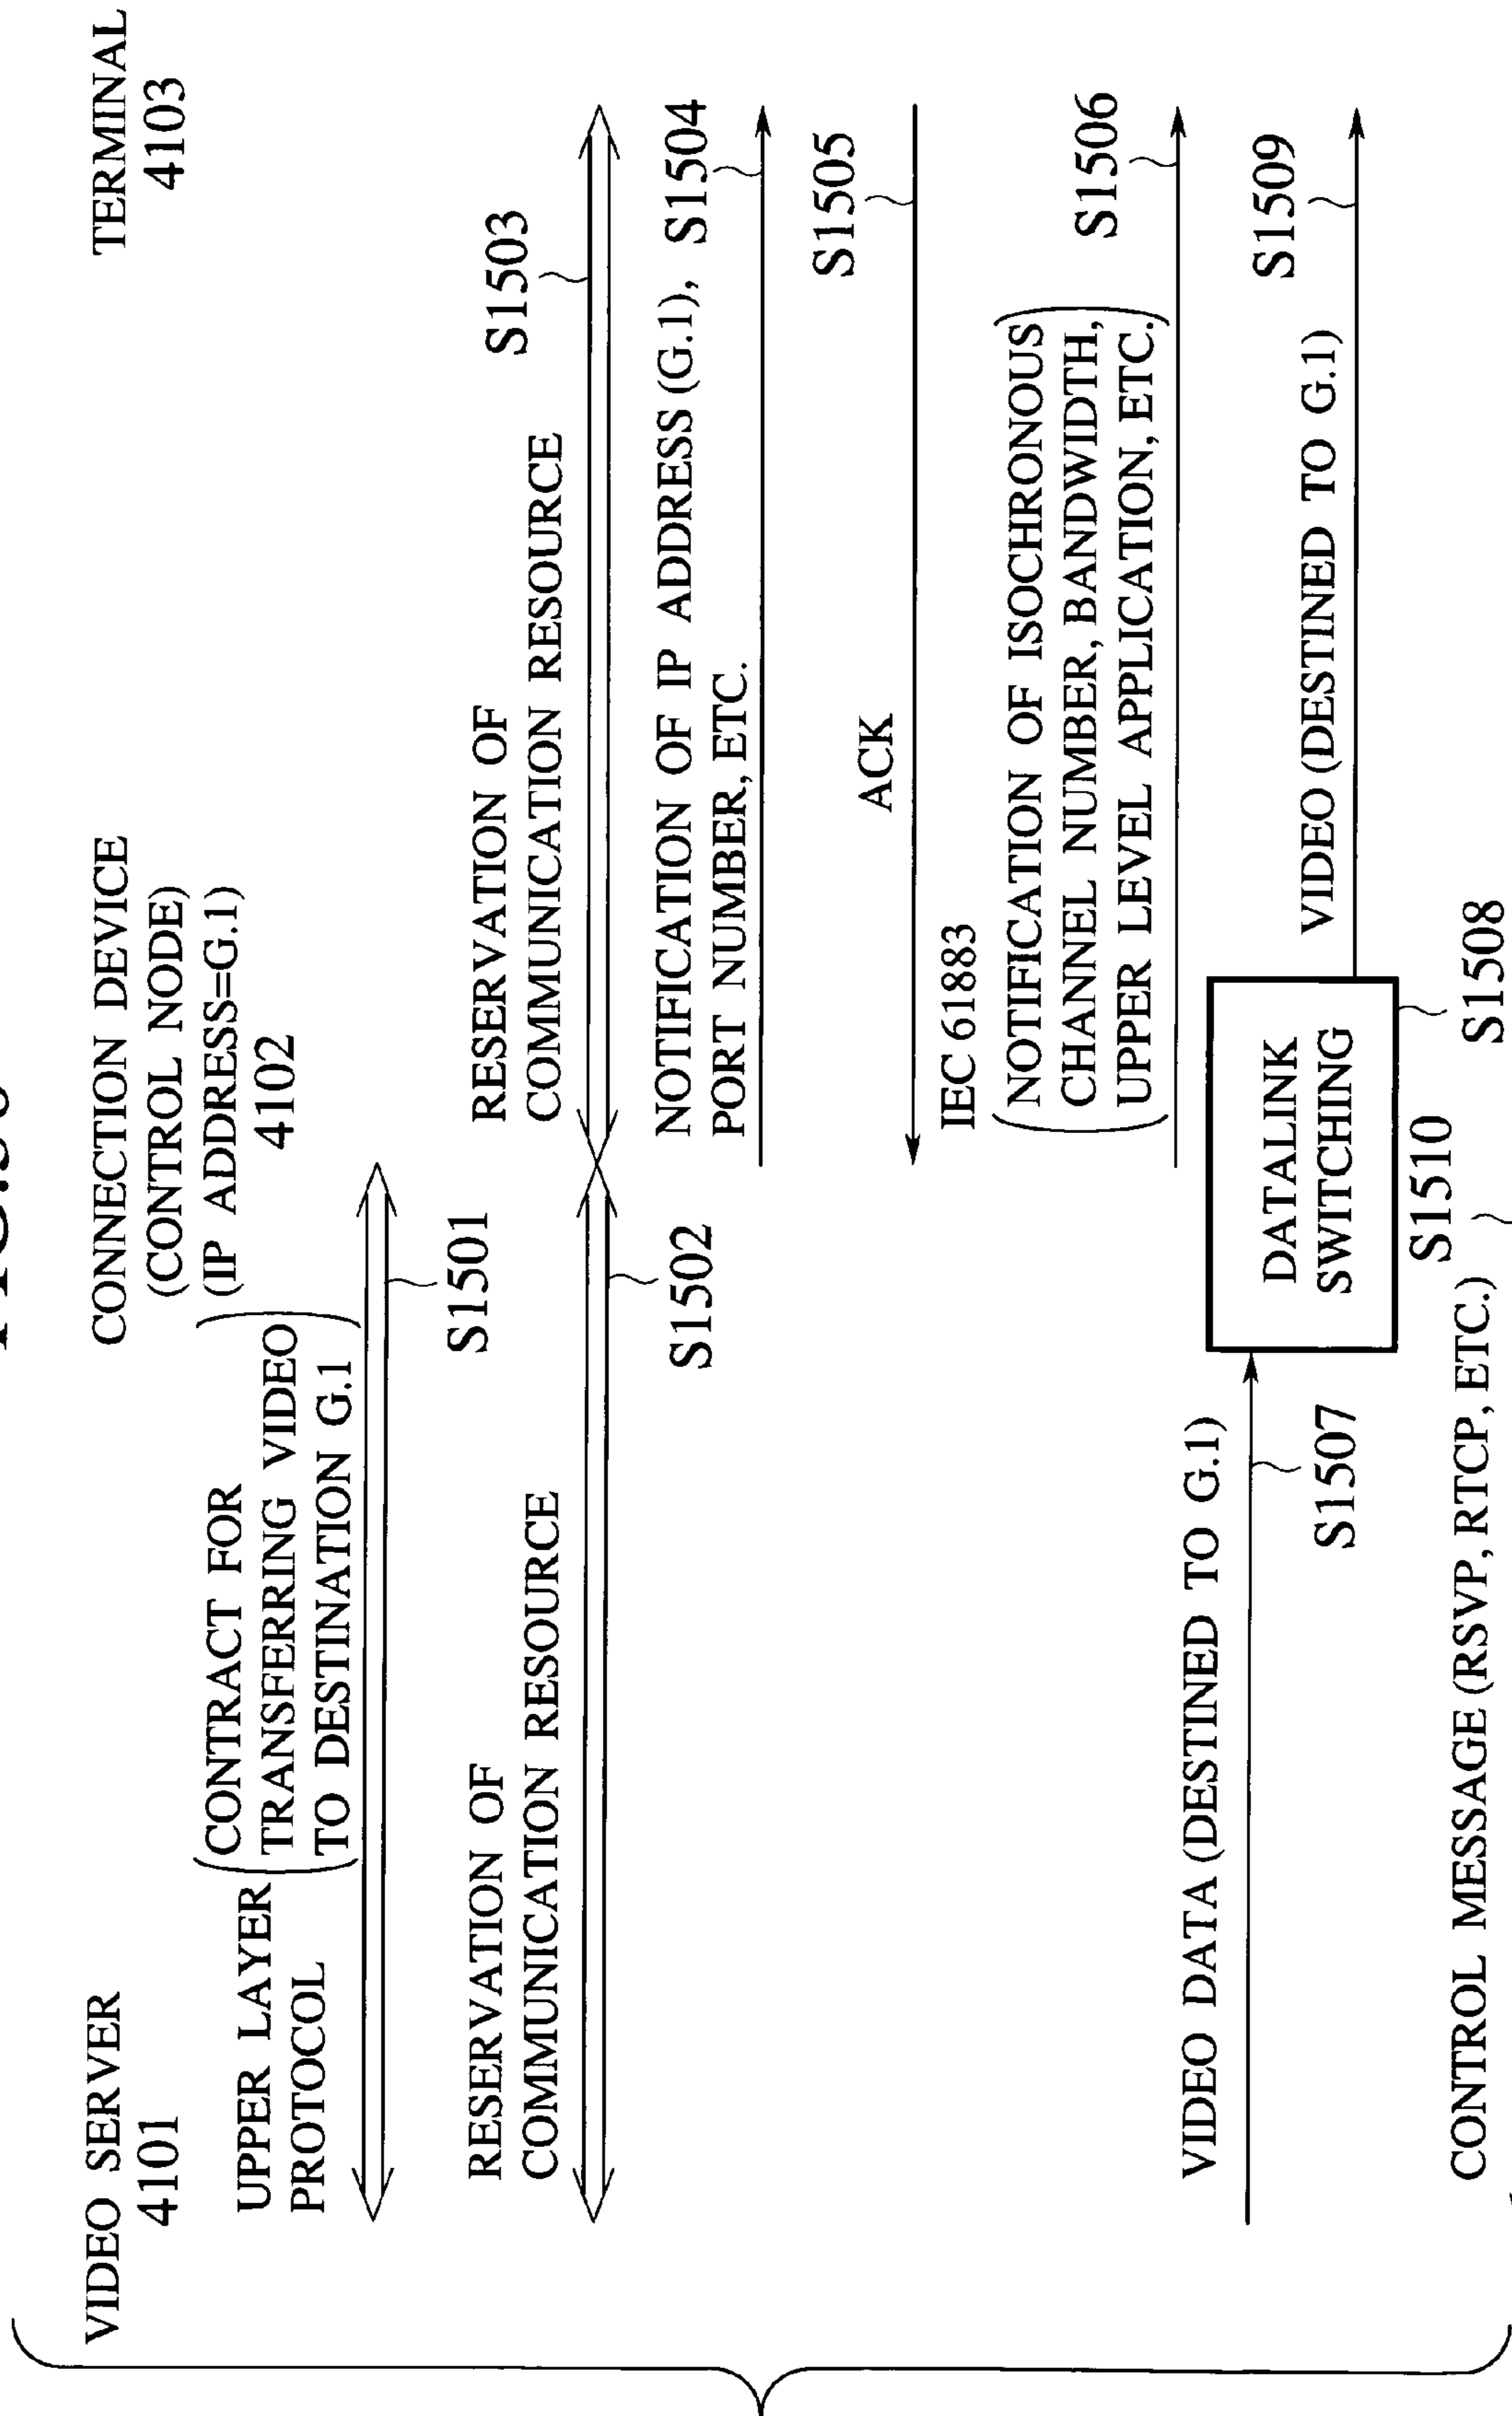 VIDEO SERVER
4101
CONNECTION DEVICE
(CONTROL NODE)
(IP ADDRESS=G.1)
4102
TERMINAL
4103
UPPER LAYER
PROTOCOL
(CONTRACT FOR
TRANSFERRING VIDEO
TO DESTINATION G.1)
S1501
RESERVATION OF
COMMUNICATION RESOURCE
S1502
RESERVATION OF
COMMUNICATION RESOURCE
S1503
NOTIFICATION OF IP ADDRESS (G.1),
PORT NUMBER, ETC.
S1504
ACK
S1505
IEC 61883
(NOTIFICATION OF ISOCHRONOUS
CHANNEL NUMBER, BANDWIDTH,
UPPER LEVEL APPLICATION, ETC.)
S1506
VIDEO DATA (DESTINED TO G.1)
S1507
DATALINK
SWITCHING
S1508
VIDEO (DESTINED TO G.1)
S1509
CONTROL MESSAGE (RSVP, RTCP, ETC.)
S1510